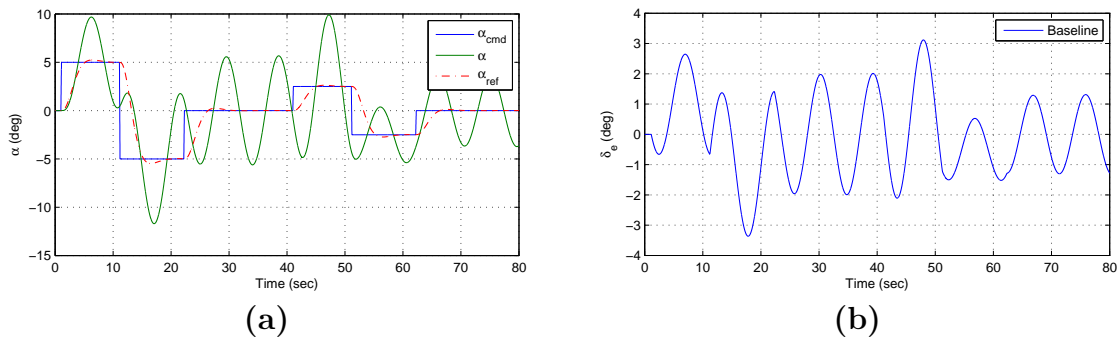 10
5
0
−5
−10
−15
α (deg)
0 10 20 30 40 50 60 70 80
Time (sec)
α_cmd
α
α_ref
(a)
4
3
2
1
0
−1
−2
−3
−4
δ_e (deg)
0 10 20 30 40 50 60 70 80
Time (sec)
Baseline
(b)